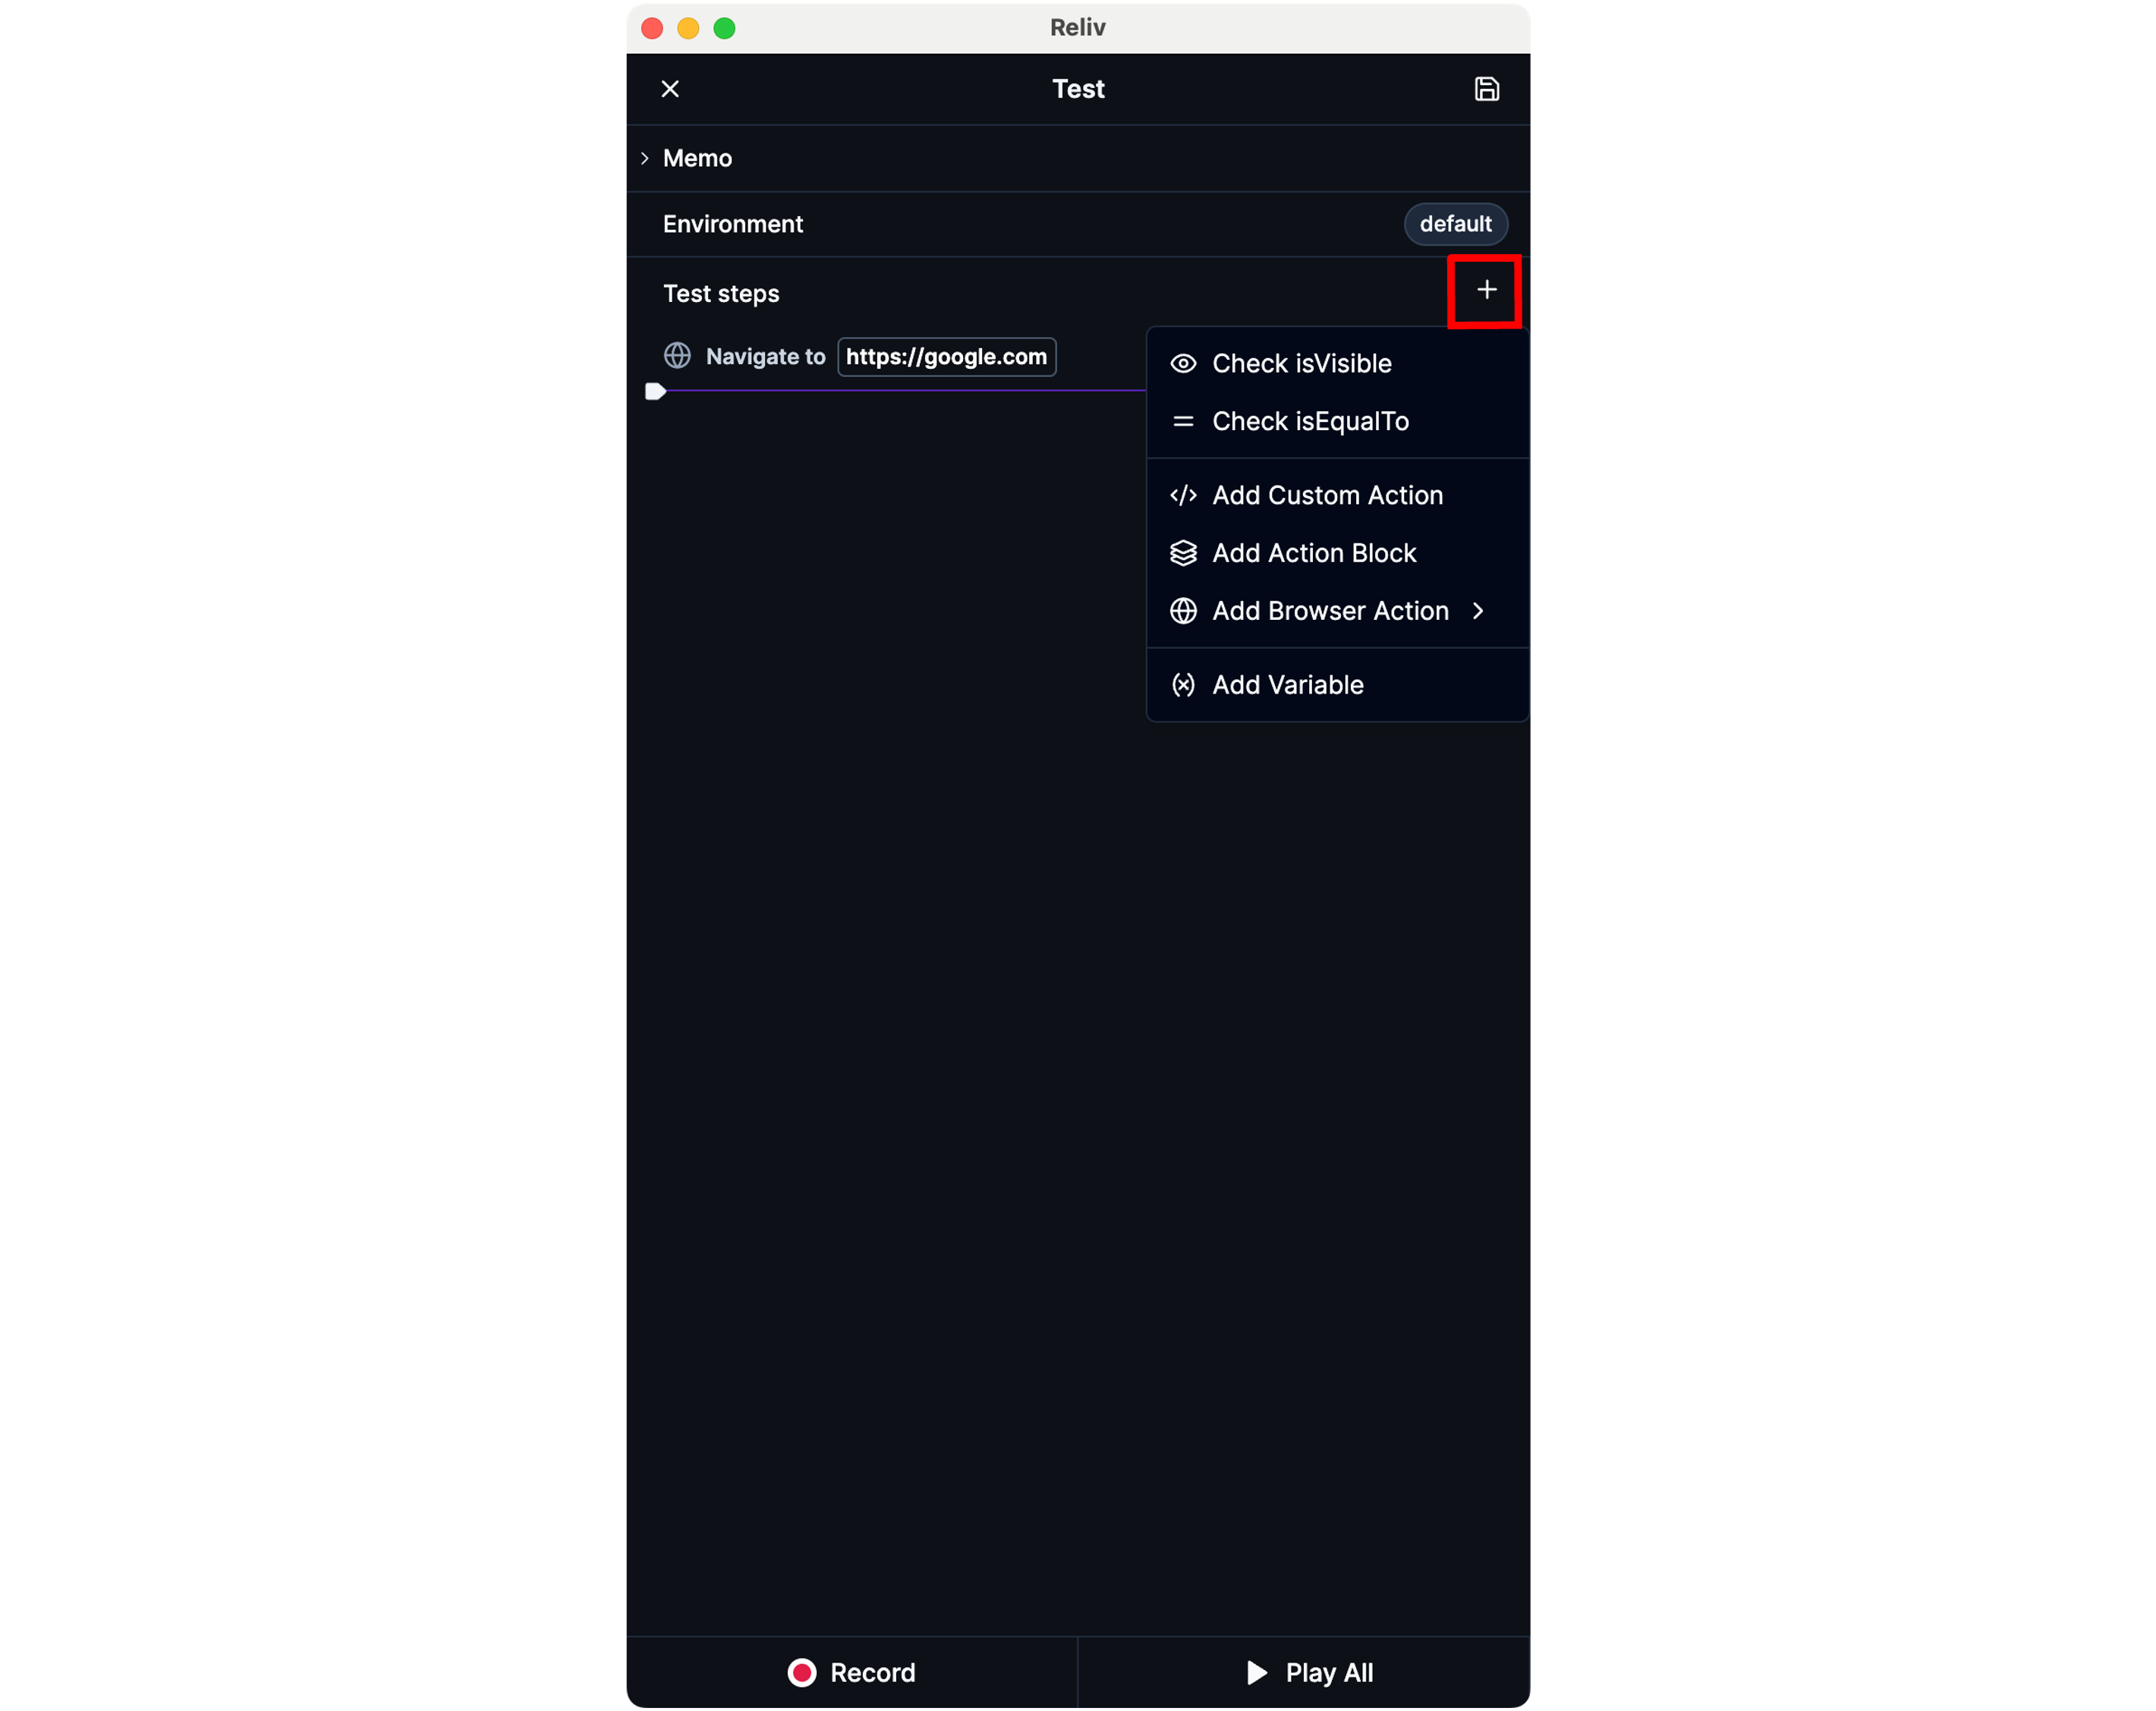 Reliv
Test
Memo
Environment
default
Test steps
Navigate to https://google.com
Check isVisible
Check isEqualTo
Add Custom Action
Add Action Block
Add Browser Action
Add Variable
Record
Play All